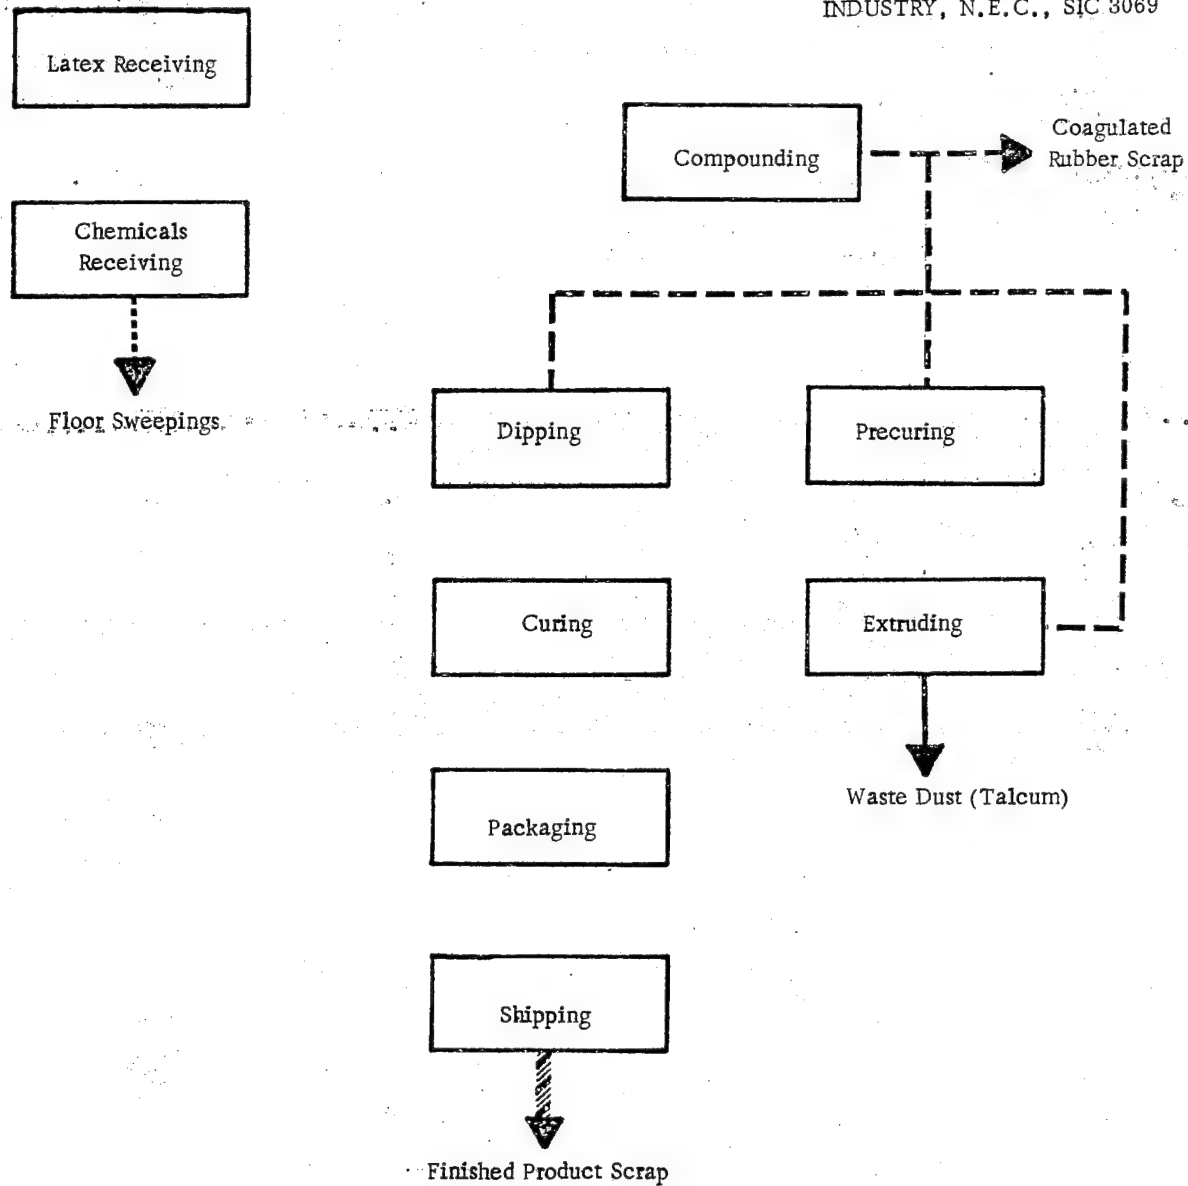 INDUSTRY, N.E.C., SIC 3069
Latex Receiving
Compounding
Coagulated
Rubber Scrap
Chemicals
Receiving
Floor Sweepings
Dipping
Precuring
Curing
Extruding
Waste Dust (Talcum)
Packaging
Shipping
Finished Product Scrap